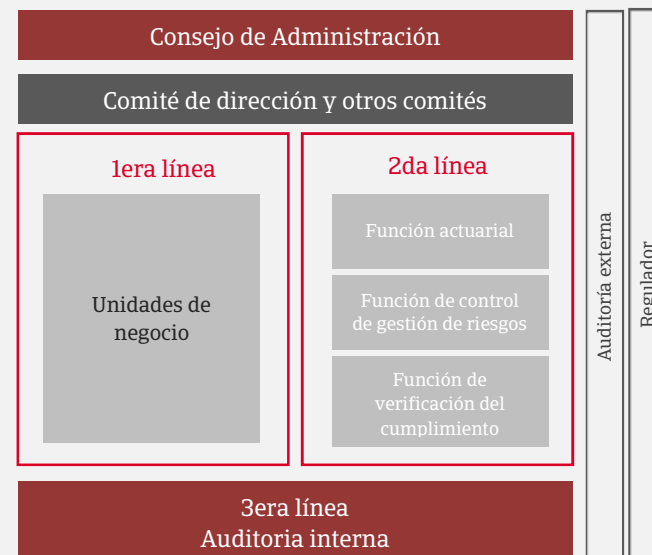 Consejo de Administración
Comité de dirección y otros comités
1era línea
Unidades de
negocio
2da línea
Función actuarial
Función de control
de gestión de riesgos
Función de
verificación del
cumplimiento
3era línea
Auditoria interna
Auditoría externa
Regulador